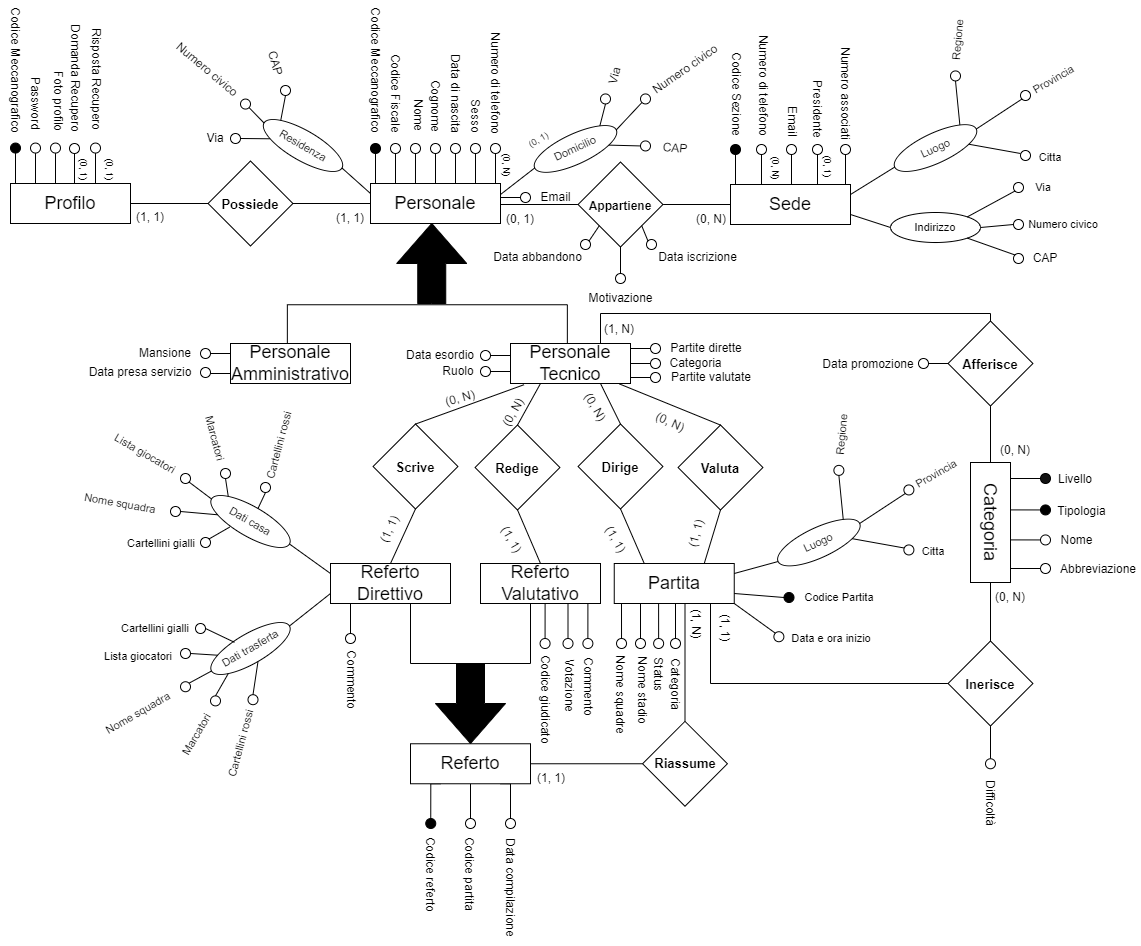 Codice Meccanografico
Password
Foto profilo
Domanda Recupero
(0, 1)
Risposta Recupero
(0, 1)
Profilo
(1, 1)
Possiede
(1, 1)
Numero civico
CAP
Via
Residenza
Codice Meccanografico
Codice Fiscale
Nome
Cognome
Data di nascita
Sesso
Numero di telefono
(0, N)
Personale
(0, 1)
Domicilio
Via
Numero civico
CAP
Email
(0, 1)
Appartiene
Data abbandono
Data iscrizione
Motivazione
(0, N)
Codice Sezione
Numero di telefono
(0, N)
Email
Presidente
(0, 1)
Numero associati
Sede
Luogo
Regione
Provincia
Citta
Indirizzo
Via
Numero civico
CAP
Mansione
Data presa servizio
Personale
Amministrativo
Data esordio
Ruolo
Personale
Tecnico
(1, N)
Partite dirette
Categoria
Partite valutate
Data promozione
Afferisce
(0, N)
(0, N)
(0, N)
(0, N)
(0, N)
Scrive
Redige
Dirige
Valuta
(1, 1)
(1, 1)
(1, 1)
(1, 1)
Categoria
Livello
Tipologia
Nome
Abbreviazione
(0, N)
Lista giocatori
Marcatori
Cartellini rossi
Nome squadra
Dati casa
Cartellini gialli
Luogo
Regione
Provincia
Citta
Referto
Direttivo
Referto
Valutativo
Partita
Codice Partita
Data e ora inizio
(1, N)
(1, 1)
Cartellini gialli
Lista giocatori
Dati trasferta
Nome squadra
Marcatori
Cartellini rossi
Commento
Codice giudicato
Votazione
Commento
Nome squadre
Nome stadio
Status
Categoria
Inerisce
Difficoltà
Referto
(1, 1)
Riassume
Codice referto
Codice partita
Data compilazione